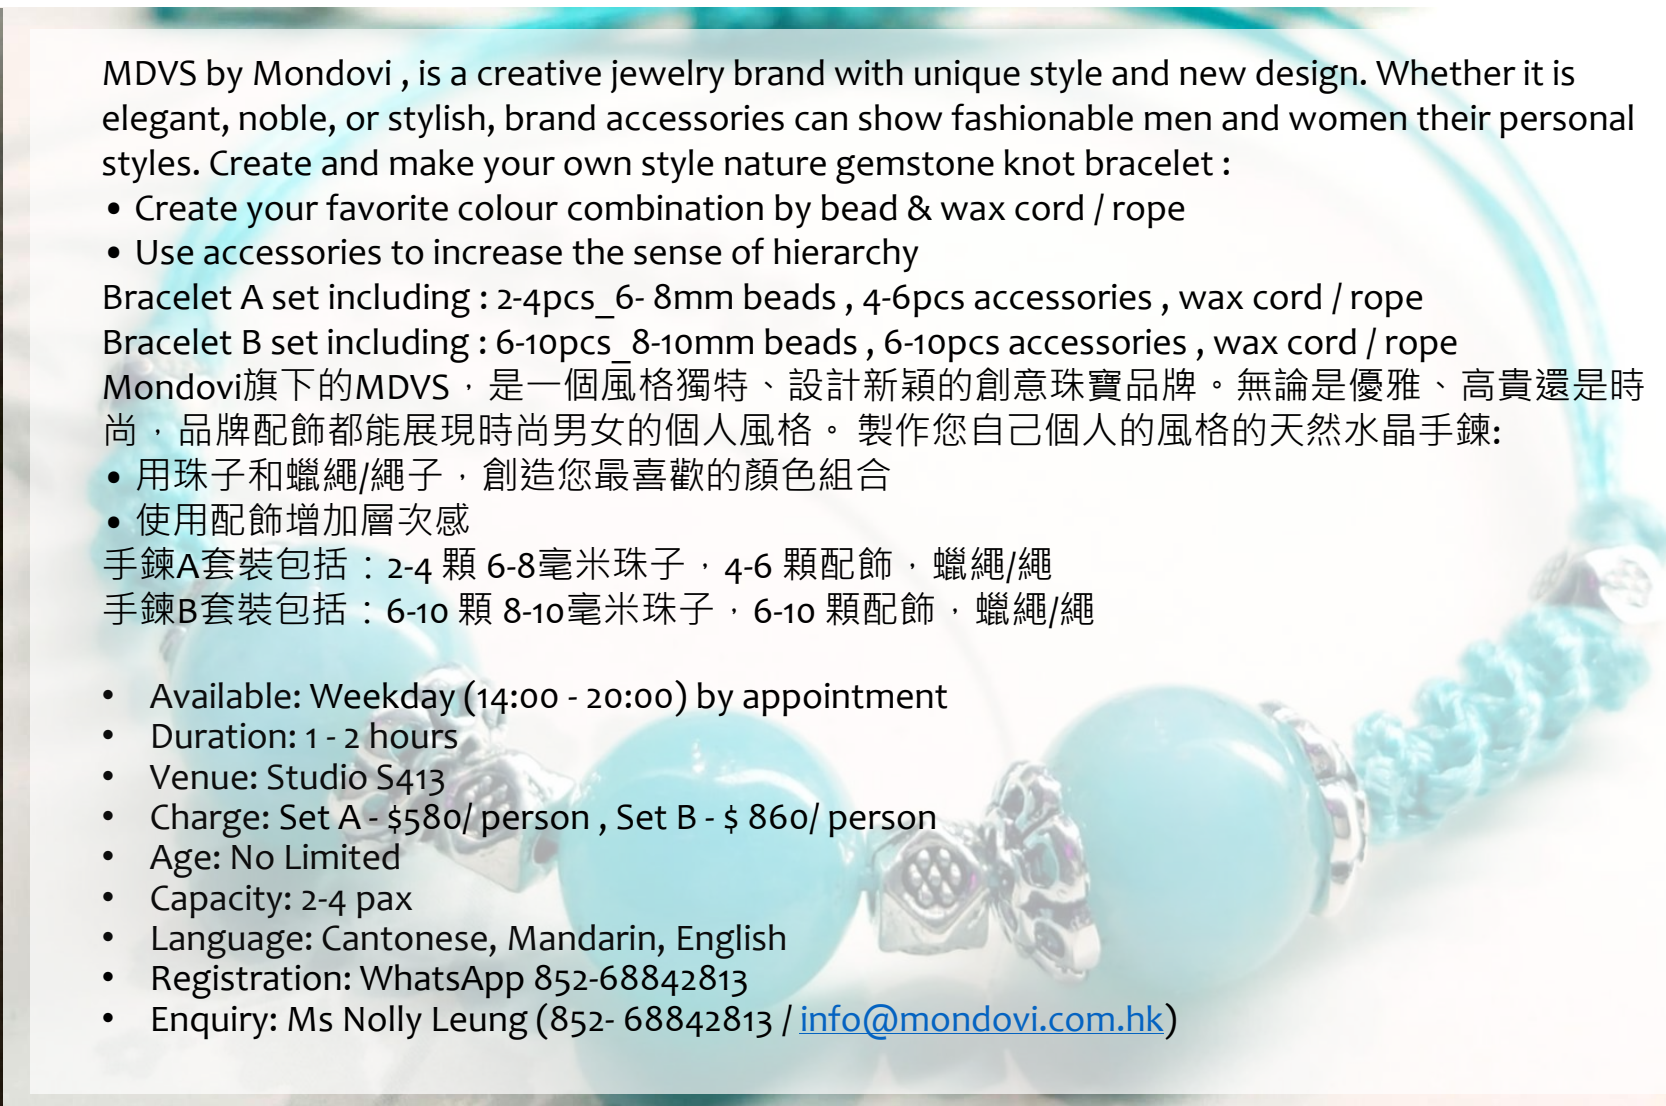 MDVS by Mondovi , is a creative jewelry brand with unique style and new design. Whether it is
elegant, noble, or stylish, brand accessories can show fashionable men and women their personal
styles. Create and make your own style nature gemstone knot bracelet :
• Create your favorite colour combination by bead & wax cord / rope
• Use accessories to increase the sense of hierarchy
Bracelet A set including : 2-4pcs_6- 8mm beads , 4-6pcs accessories , wax cord / rope
Bracelet B set including : 6-10pcs_8-10mm beads , 6-10pcs accessories , wax cord / rope
Mondovi旗下的MDVS，是一個風格獨特、設計新穎的創意珠寶品牌。無論是優雅、高貴還是時
尚，品牌配飾都能展現時尚男女的個人風格。 製作您自己個人的風格的天然水晶手鍊:
• 用珠子和蠟繩/繩子，創造您最喜歡的顏色組合
• 使用配飾增加層次感
手鍊A套裝包括：2-4 顆 6-8毫米珠子，4-6 顆配飾，蠟繩/繩
手鍊B套裝包括：6-10 顆 8-10毫米珠子，6-10 顆配飾，蠟繩/繩
• Available: Weekday (14:00 - 20:00) by appointment
• Duration: 1 - 2 hours
• Venue: Studio S413
• Charge: Set A - $580/ person , Set B - $ 860/ person
• Age: No Limited
• Capacity: 2-4 pax
• Language: Cantonese, Mandarin, English
• Registration: WhatsApp 852-68842813
• Enquiry: Ms Nolly Leung (852- 68842813 / info@mondovi.com.hk)